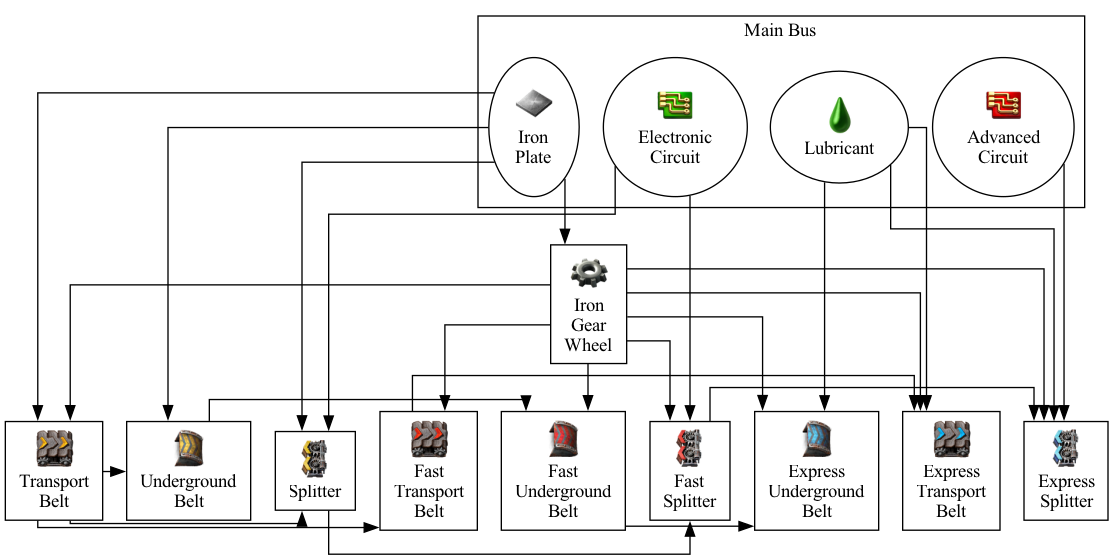 Main Bus
Iron
Plate
Electronic
Circuit
Lubricant
Advanced
Circuit
Iron
Gear
Wheel
Transport
Belt
Underground
Belt
Splitter
Fast
Transport
Belt
Fast
Underground
Belt
Fast
Splitter
Express
Underground
Belt
Express
Transport
Belt
Express
Splitter